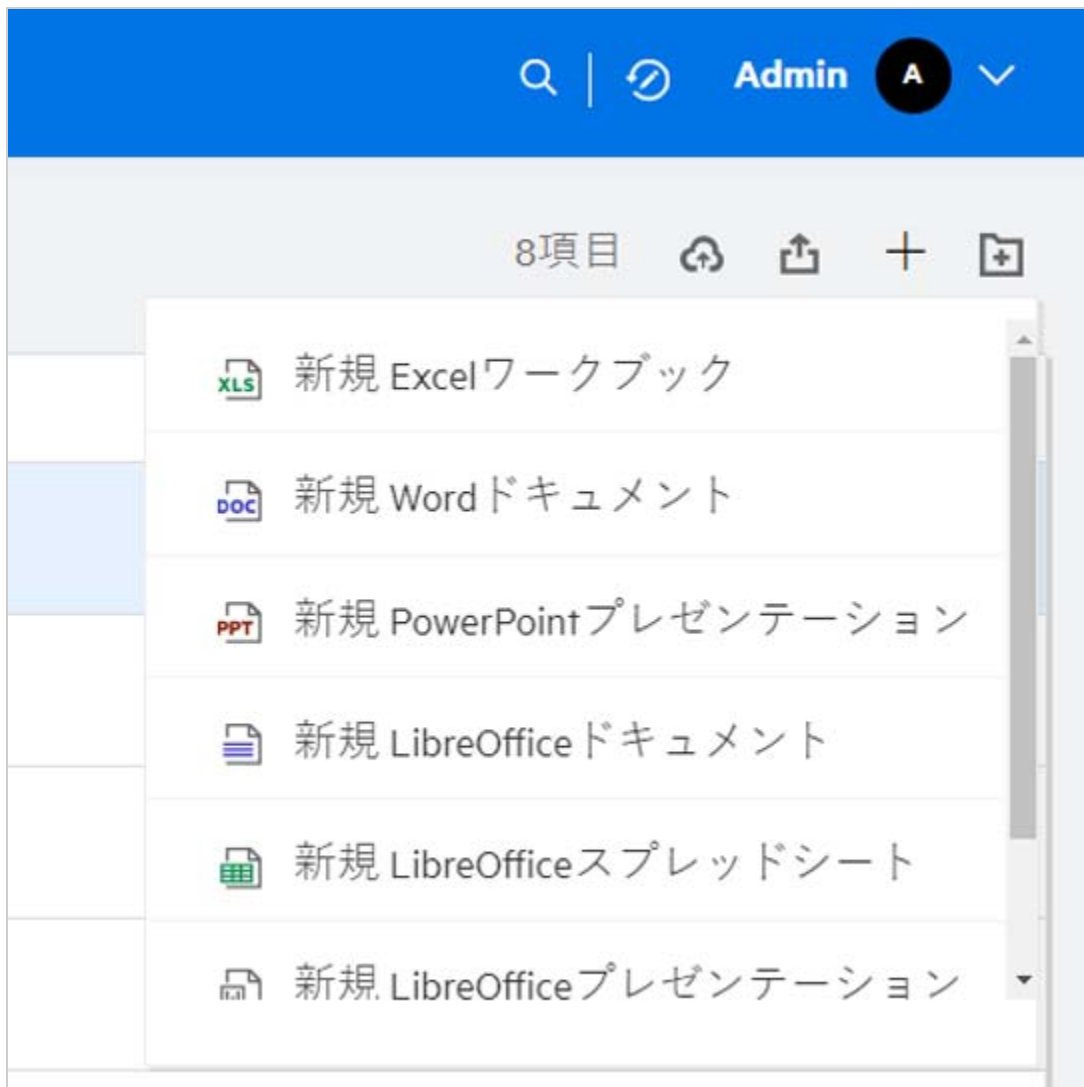 Admin A
8項目
XLS 新規 Excelワークブック
DOC 新規 Wordドキュメント
PPT 新規 PowerPointプレゼンテーション
新規 LibreOfficeドキュメント
新規 LibreOfficeスプレッドシート
新規 LibreOfficeプレゼンテーション